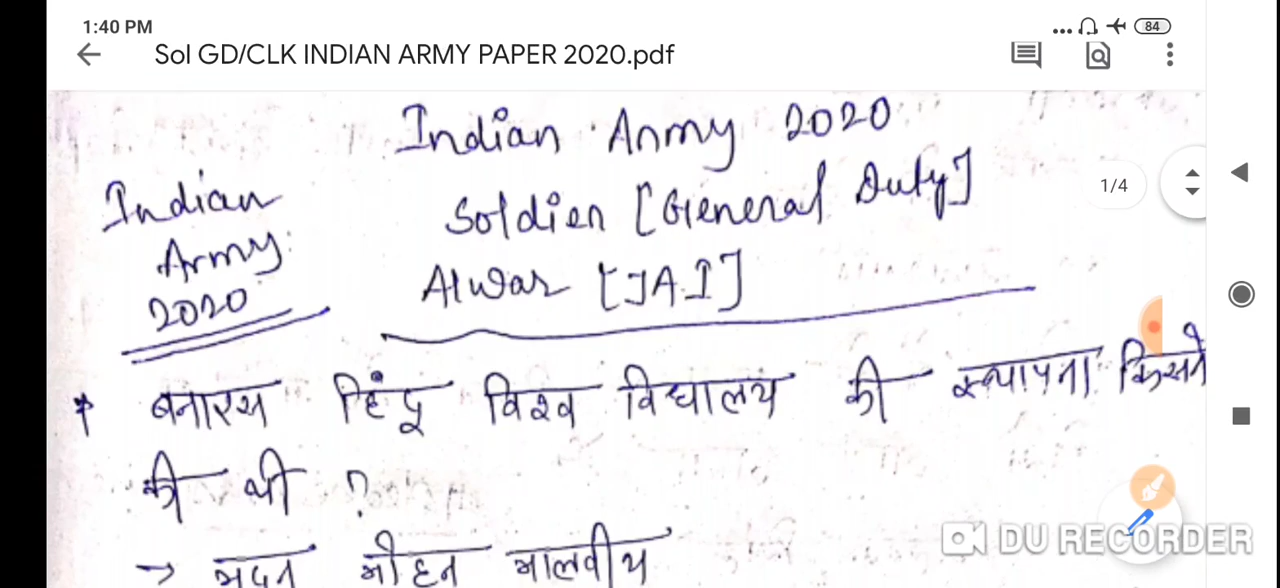 1:40 PM
84
Sol GD/CLK INDIAN ARMY PAPER 2020.pdf
1/4
Indian Army 2020
Indian Army 2020
Soldier [General Duty]
Alwar [JAI]
* बनारस हिंदू विश्व विद्यालय की स्थापना किसने
की थी ?
→ मदन मोहन मालवीय
DU RECORDER